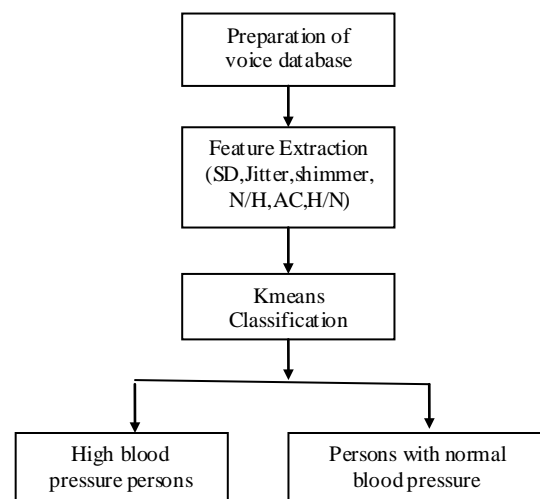 Preparation of
voice database
Feature Extraction
(SD,Jitter,shimmer,
N/H,AC,H/N)
Kmeans
Classification
High blood
pressure persons
Persons with normal
blood pressure